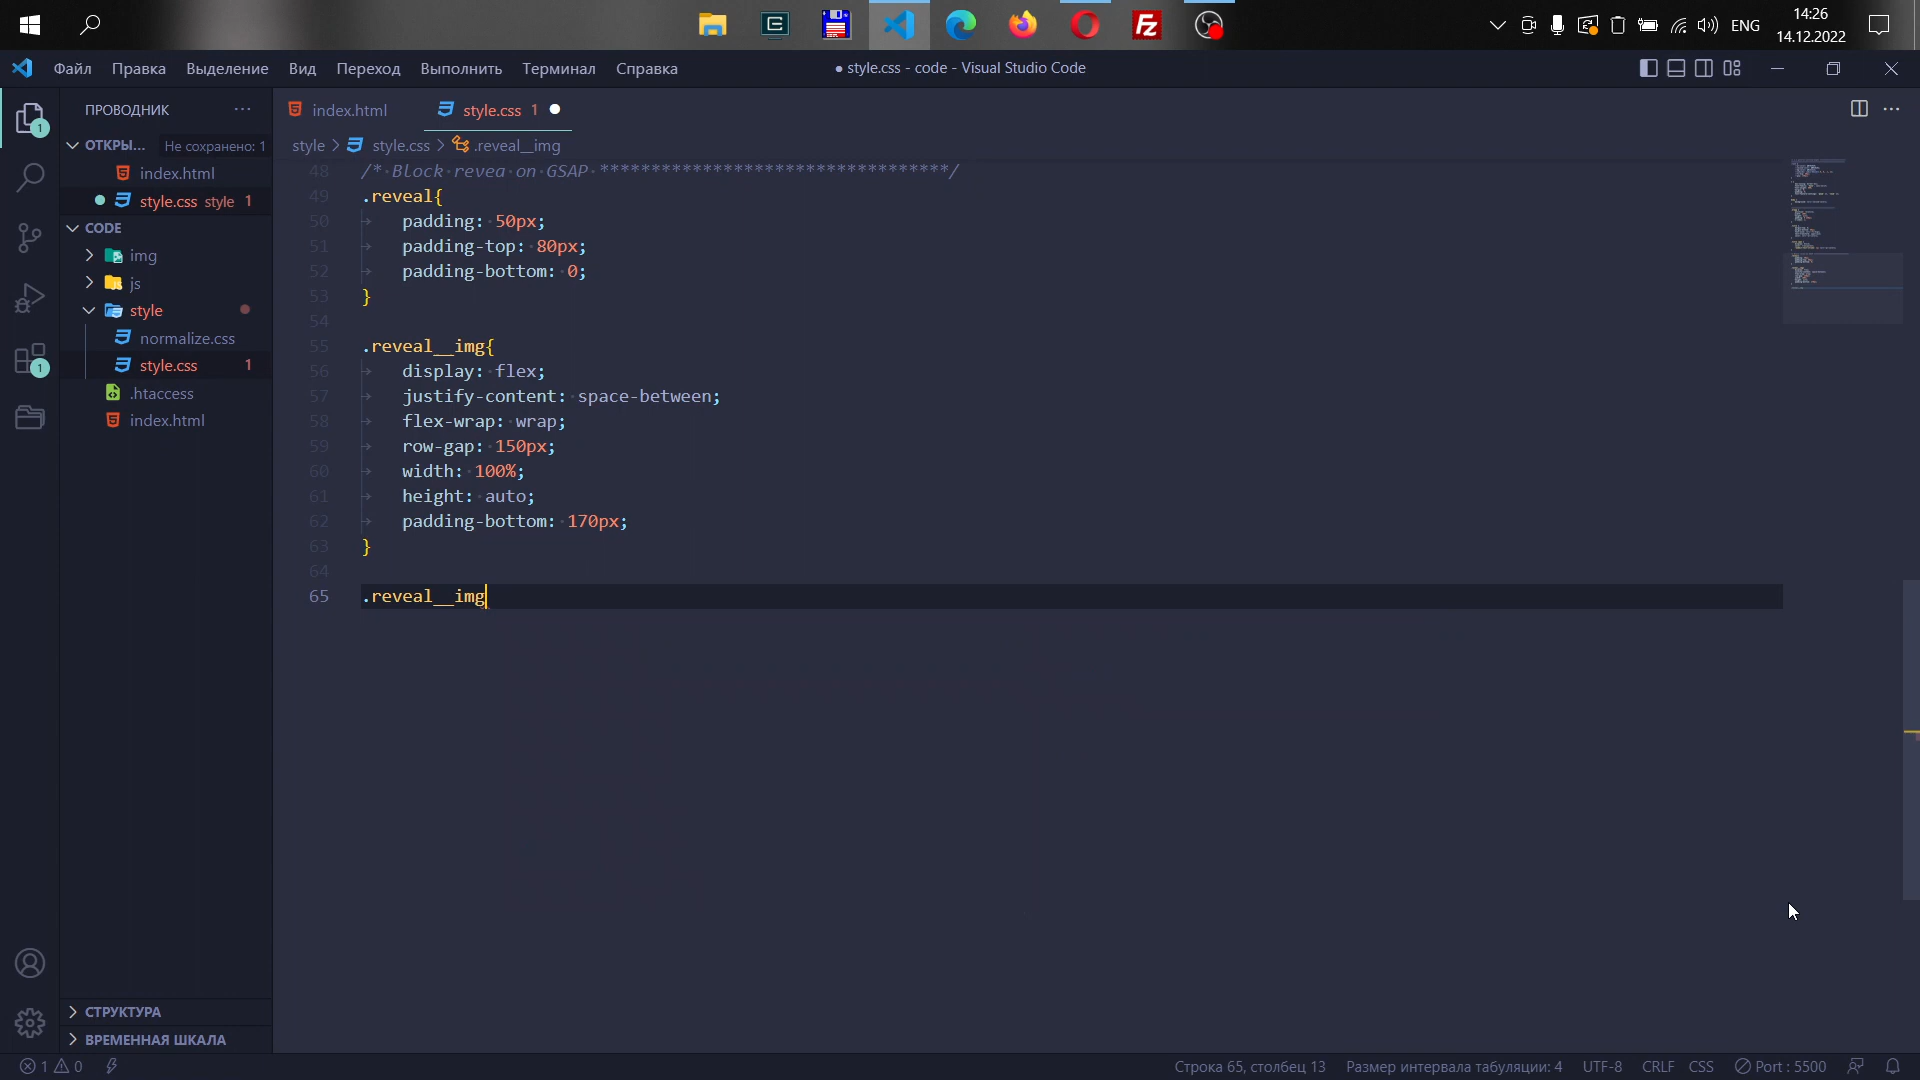 ENG
14:26
14.12.2022
Файл Правка Выделение Вид Переход Выполнить Терминал Справка
● style.css - code - Visual Studio Code
ПРОВОДНИК
index.html
style.css 1
ОТКРЫ... Не сохранено: 1
style > style.css > .reveal__img
index.html
style.css style 1
CODE
img
js
style
normalize.css
style.css 1
.htaccess
index.html
48 /* Block revea on GSAP **********************************/
49 .reveal{
50 padding: 50px;
51 padding-top: 80px;
52 padding-bottom: 0;
53 }
54
55 .reveal__img{
56 display: flex;
57 justify-content: space-between;
58 flex-wrap: wrap;
59 row-gap: 150px;
60 width: 100%;
61 height: auto;
62 padding-bottom: 170px;
63 }
64
65 .reveal__img
1
1
СТРУКТУРА
ВРЕМЕННАЯ ШКАЛА
1 0
Строка 65, столбец 13 Размер интервала табуляции: 4 UTF-8 CRLF CSS Port : 5500